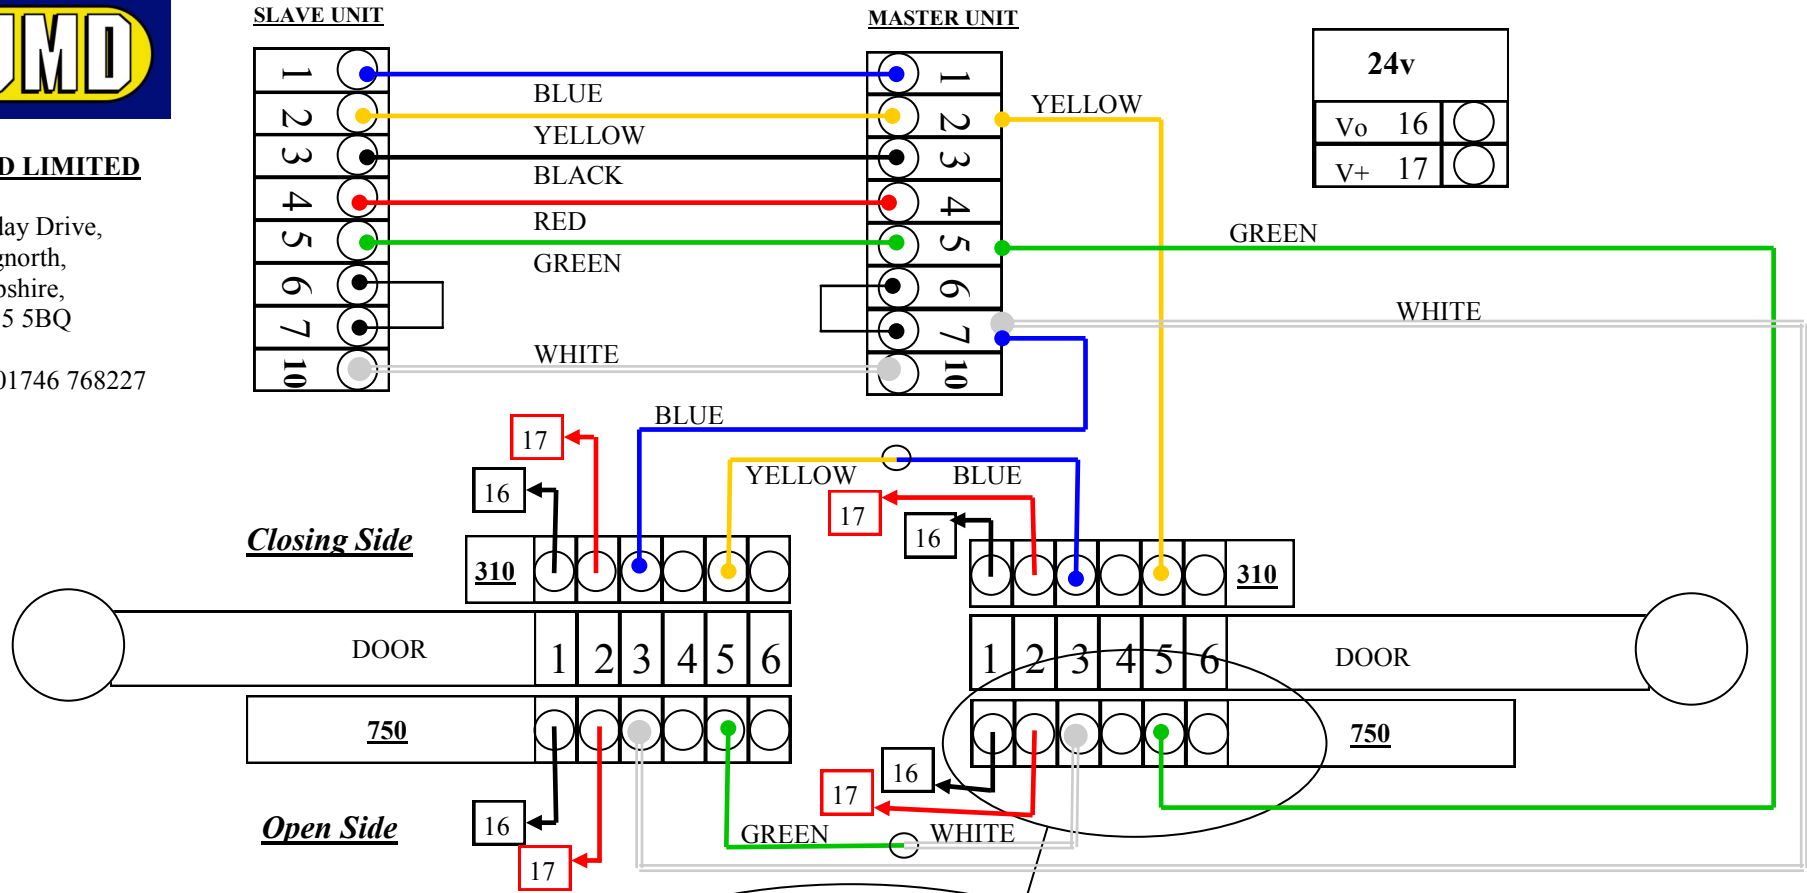 SLAVE UNIT
MASTER UNIT
UMD
D LIMITED
lay Drive,
gnorth,
pshire,
5 5BQ
01746 768227
1
2
3
4
5
6
7
10
BLUE
YELLOW
BLACK
RED
GREEN
WHITE
1
2
3
4
5
6
7
10
YELLOW
GREEN
WHITE
24v
Vo 16
V+ 17
BLUE
17
16
YELLOW
BLUE
17
16
Closing Side
310
310
DOOR
1 2 3 4 5 6
1 2 3 4 5 6
DOOR
750
750
Open Side
16
17
16
17
GREEN
WHITE